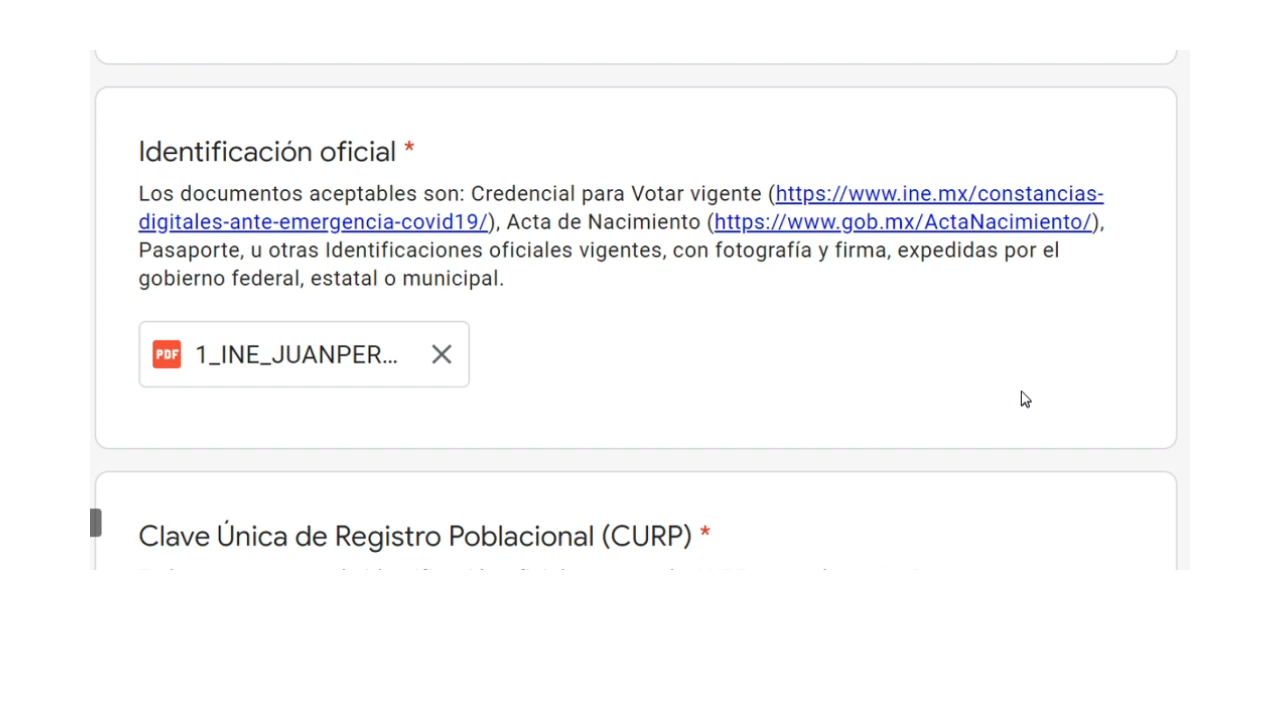 Identificación oficial *
Los documentos aceptables son: Credencial para Votar vigente (https://www.ine.mx/constancias-
digitales-ante-emergencia-covid19/), Acta de Nacimiento (https://www.gob.mx/ActaNacimiento/),
Pasaporte, u otras Identificaciones oficiales vigentes, con fotografía y firma, expedidas por el
gobierno federal, estatal o municipal.
PDF 1_INE_JUANPER...
Clave Única de Registro Poblacional (CURP) *